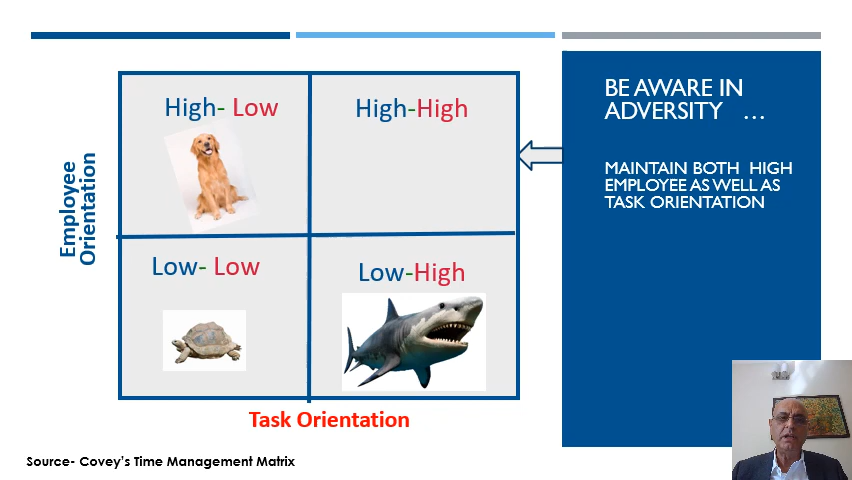 High- Low
High-High
Employee
Orientation
Low- Low
Low-High
Task Orientation
Source- Covey's Time Management Matrix
BE AWARE IN
ADVERSITY ...
MAINTAIN BOTH HIGH
EMPLOYEE AS WELL AS
TASK ORIENTATION